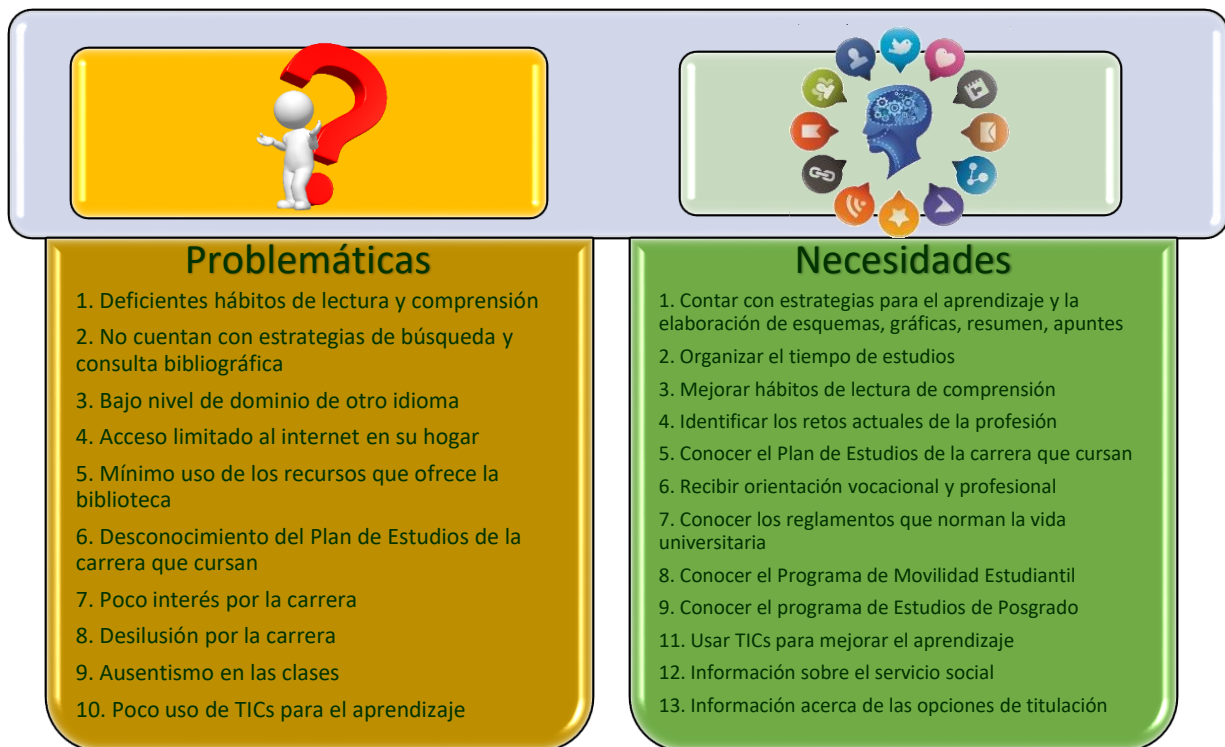 Problemáticas
1. Deficientes hábitos de lectura y comprensión
2. No cuentan con estrategias de búsqueda y
consulta bibliográfica
3. Bajo nivel de dominio de otro idioma
4. Acceso limitado al internet en su hogar
5. Mínimo uso de los recursos que ofrece la
biblioteca
6. Desconocimiento del Plan de Estudios de la
carrera que cursan
7. Poco interés por la carrera
8. Desilusión por la carrera
9. Ausentismo en las clases
10. Poco uso de TICs para el aprendizaje
Necesidades
1. Contar con estrategias para el aprendizaje y la
elaboración de esquemas, gráficas, resumen, apuntes
2. Organizar el tiempo de estudios
3. Mejorar hábitos de lectura de comprensión
4. Identificar los retos actuales de la profesión
5. Conocer el Plan de Estudios de la carrera que cursan
6. Recibir orientación vocacional y profesional
7. Conocer los reglamentos que norman la vida
universitaria
8. Conocer el Programa de Movilidad Estudiantil
9. Conocer el programa de Estudios de Posgrado
11. Usar TICs para mejorar el aprendizaje
12. Información sobre el servicio social
13. Información acerca de las opciones de titulación